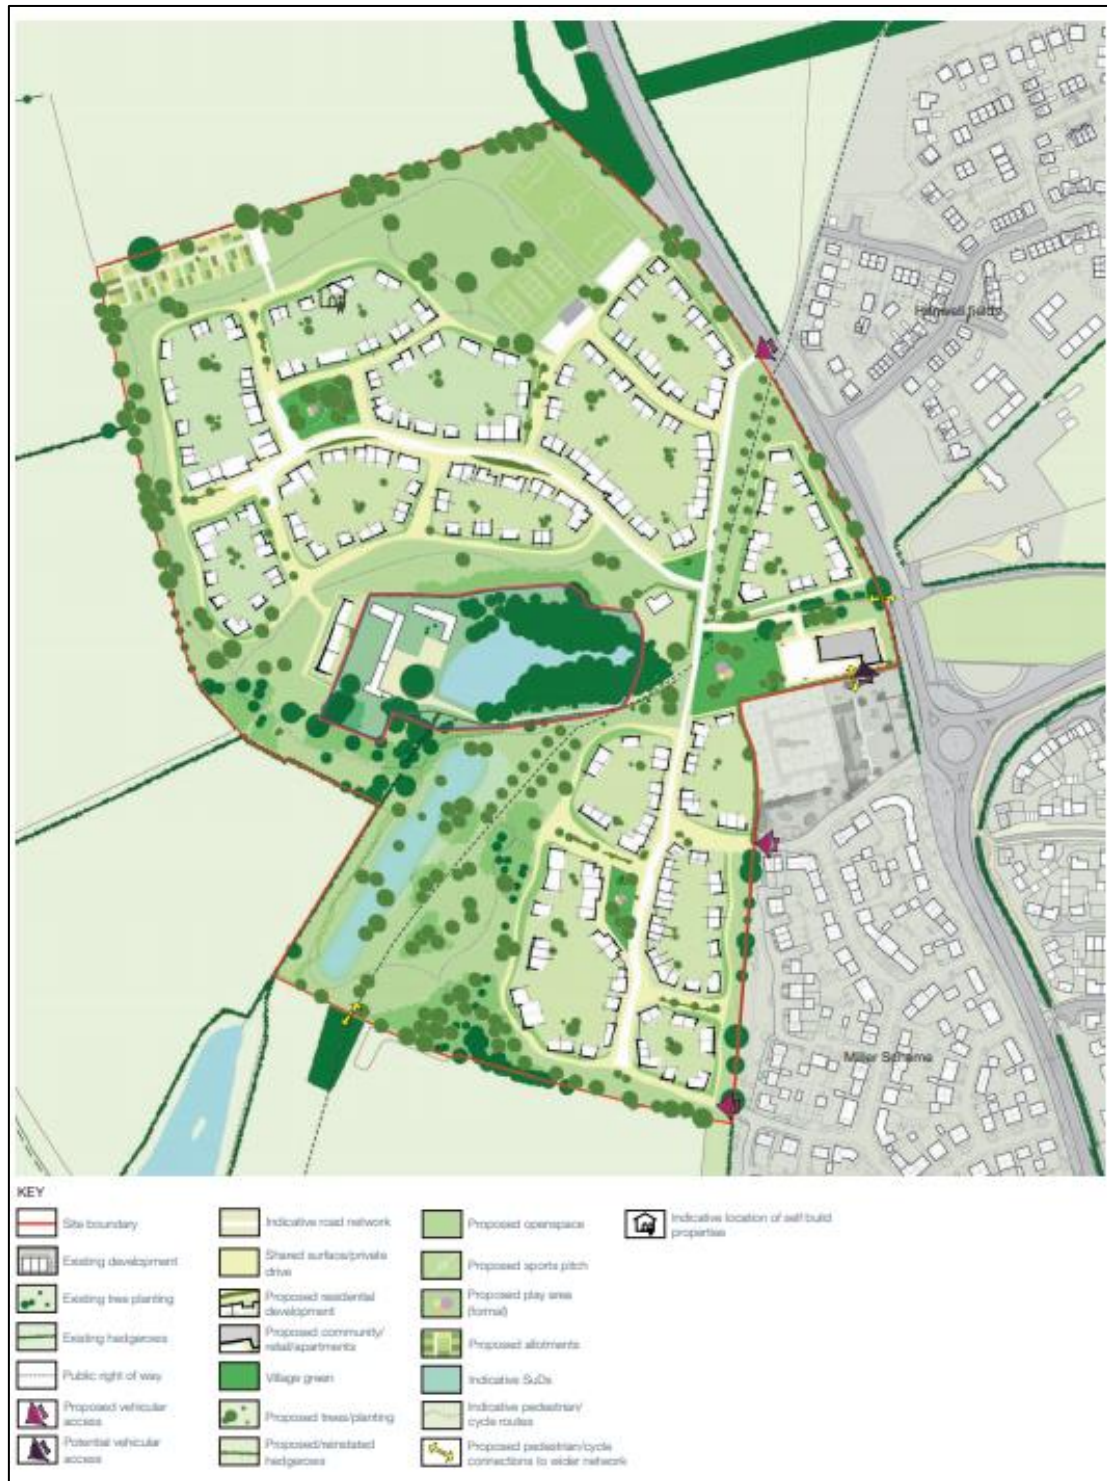 Hanwell fields
Miller Scheme
KEY
Site boundary
Existing development
Existing tree planting
Existing hedgerows
Public right of way
Proposed vehicular
access
Potential vehicular
access
Indicative road network
Shared surface/private
drive
Proposed residential
development
Proposed community/
retail/apartments
Village green
Proposed trees/planting
Proposed/reinstated
hedgerows
Proposed openspace
Proposed sports pitch
Proposed play area
(formal)
Proposed allotments
Indicative SuDs
Indicative pedestrian/
cycle routes
Proposed pedestrian/cycle
connections to wider network
Indicative location of self build
properties